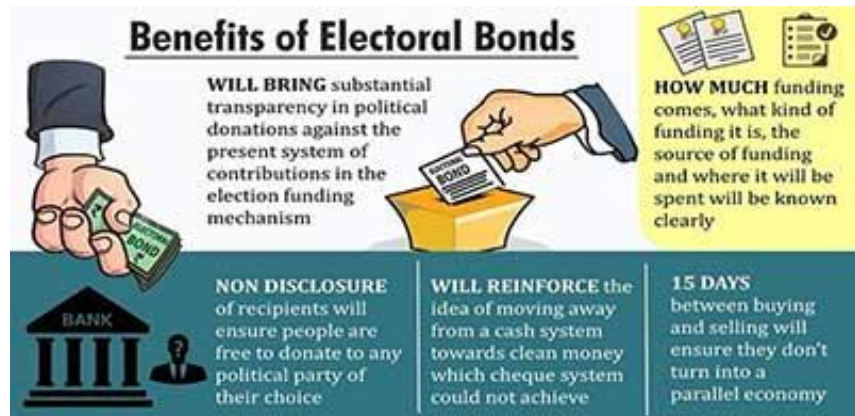 Benefits of Electoral Bonds
WILL BRING substantial
transparency in political
donations against the
present system of
contributions in the
election funding
mechanism
ELECTORAL
BOND
HOW MUCH funding
comes, what kind of
funding it is, the
source of funding
and where it will be
spent will be known
clearly
ELECTORAL
BOND
BANK
?
NON DISCLOSURE
of recipients will
ensure people are
free to donate to any
political party of
their choice
WILL REINFORCE the
idea of moving away
from a cash system
towards clean money
which cheque system
could not achieve
15 DAYS
between buying
and selling will
ensure they don't
turn into a
parallel economy